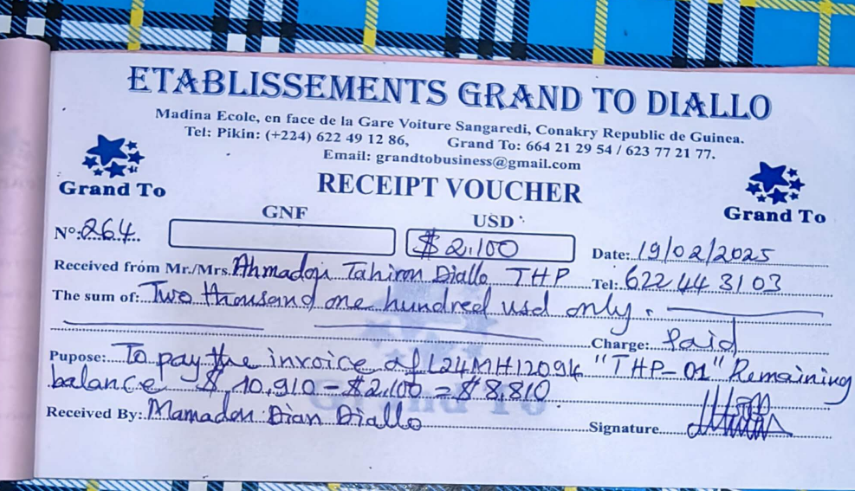 ETABLISSEMENTS GRAND TO DIALLO
Madina Ecole, en face de la Gare Voiture Sangaredi, Conakry Republic de Guinea.
Tel: Pikin: (+224) 622 49 12 86, Grand To: 664 21 29 54 / 623 77 21 77.
Email: grandtobusiness@gmail.com
RECEIPT VOUCHER
Grand To
Grand To
GNF USD
N°: 264 $ 2.100 Date: 19/02/2025
Received from Mr./Mrs. Tahirou Diallo THP Tel: 622 44 31 03
The sum of: Two thousand one hundred usd only.
Charge: Paid
Pupose: To pay the invoice of L24MH1209k "THP-01" Remaining
balance $ 10,910 - $ 2,100 = $ 8,810
Received By: Mamadou Dian Diallo Signature